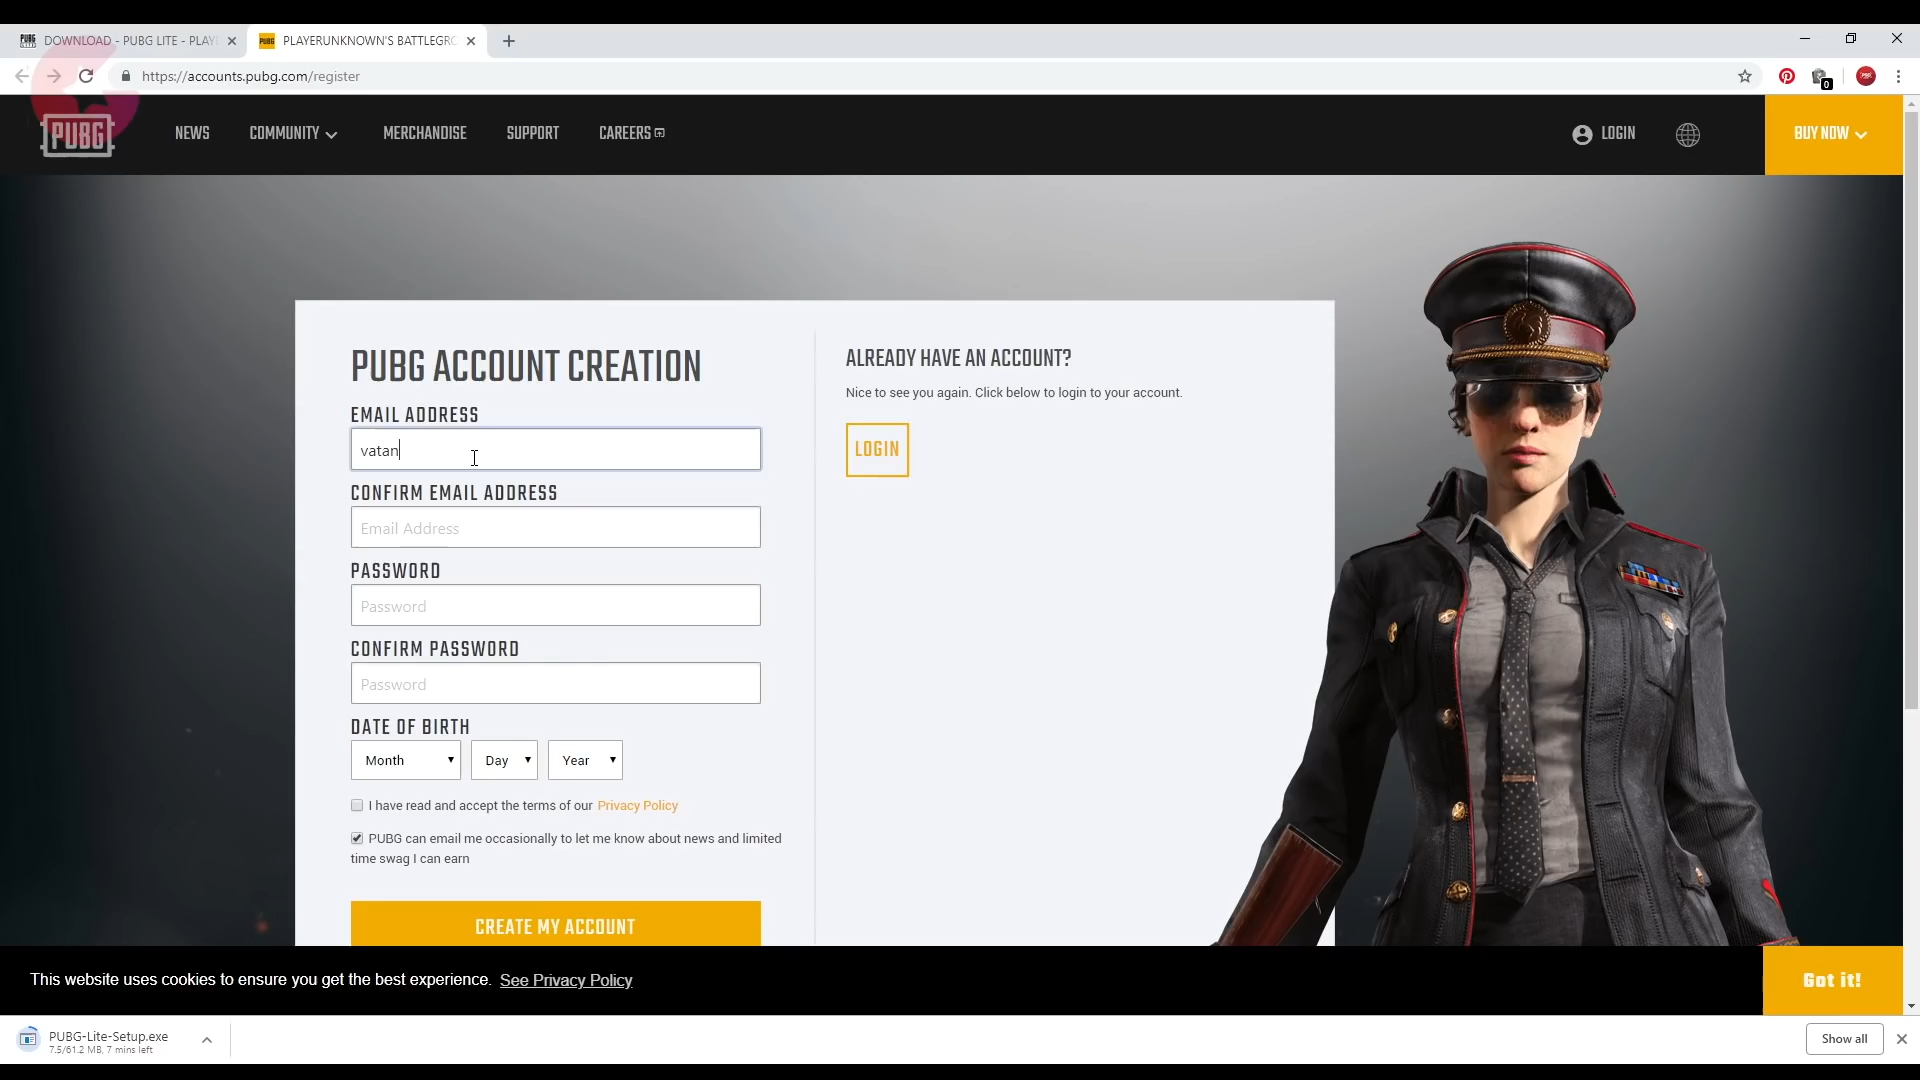 DOWNLOAD - PUBG LITE - PLAY
PLAYERUNKNOWN'S BATTLEGRC
https://accounts.pubg.com/register
0
PUBG
NEWS
COMMUNITY
MERCHANDISE
SUPPORT
CAREERS
LOGIN
BUY NOW
PUBG ACCOUNT CREATION
EMAIL ADDRESS
vatan
CONFIRM EMAIL ADDRESS
Email Address
PASSWORD
Password
CONFIRM PASSWORD
Password
DATE OF BIRTH
Month
Day
Year
I have read and accept the terms of our Privacy Policy
PUBG can email me occasionally to let me know about news and limited
time swag I can earn
CREATE MY ACCOUNT
ALREADY HAVE AN ACCOUNT?
Nice to see you again. Click below to login to your account.
LOGIN
This website uses cookies to ensure you get the best experience. See Privacy Policy
Got it!
PUBG-Lite-Setup.exe
7.5/61.2 MB, 7 mins left
Show all